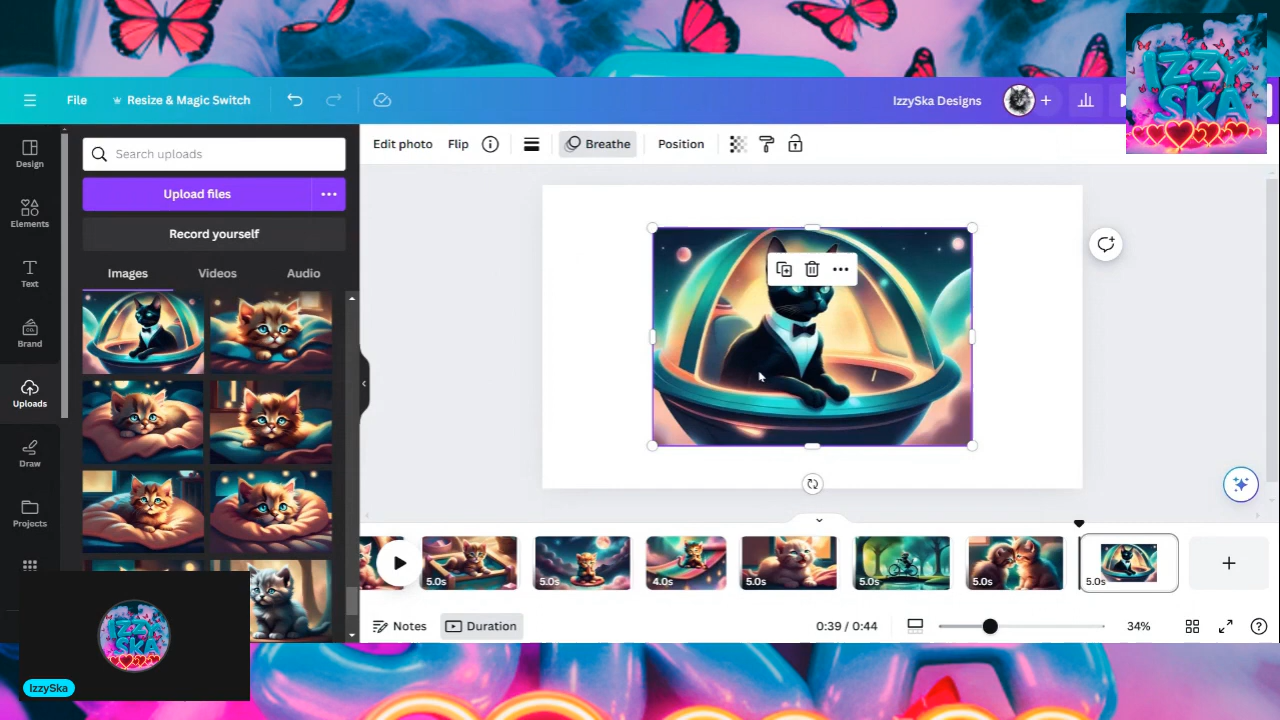 IZZY
SKA
File
Resize & Magic Switch
IzzySka Designs
Design
Elements
Text
Brand
Uploads
Draw
Projects
Search uploads
Upload files
Record yourself
Images
Videos
Audio
Edit photo
Flip
Breathe
Position
5.0s
5.0s
4.0s
5.0s
5.0s
5.0s
5.0s
Notes
Duration
0:39 / 0:44
34%
IZZY
SKA
IzzySka